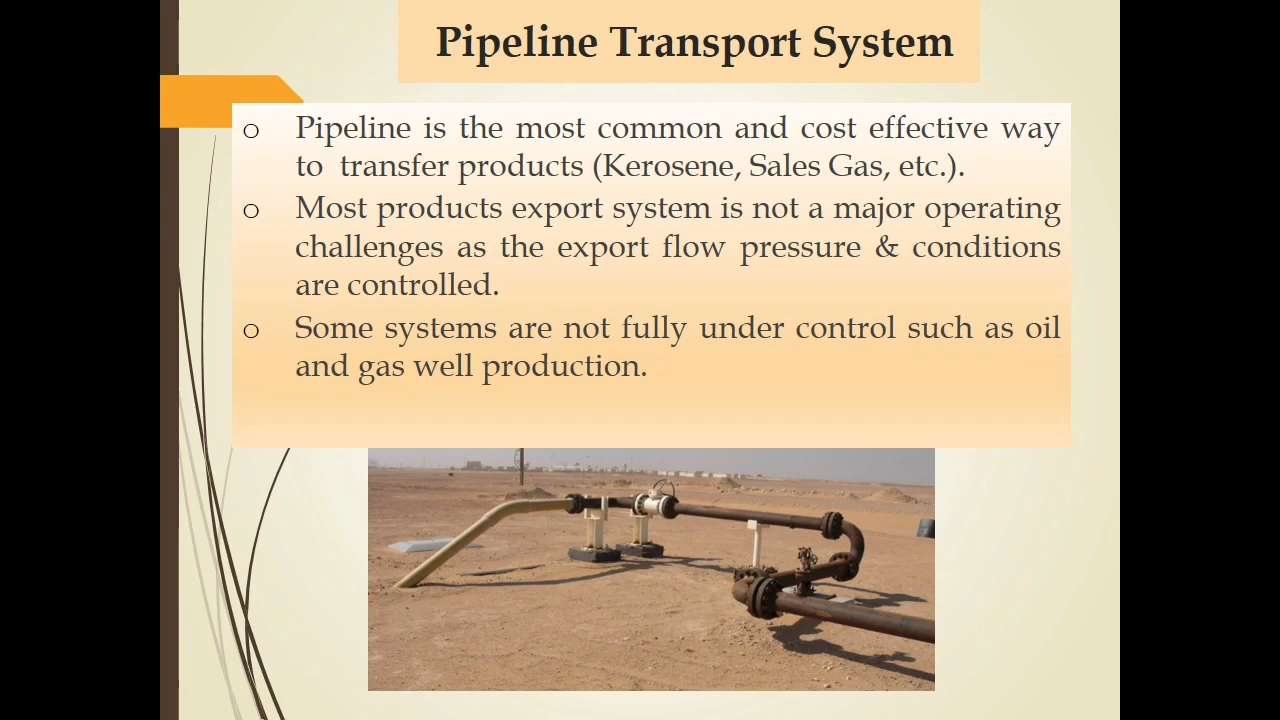 Pipeline Transport System
o Pipeline is the most common and cost effective way
to transfer products (Kerosene, Sales Gas, etc.).
o Most products export system is not a major operating
challenges as the export flow pressure & conditions
are controlled.
o Some systems are not fully under control such as oil
and gas well production.